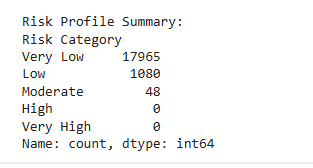 Risk Profile Summary:
Risk Category
Very Low     17965
Low           1080
Moderate        48
High             0
Very High        0
Name: count, dtype: int64